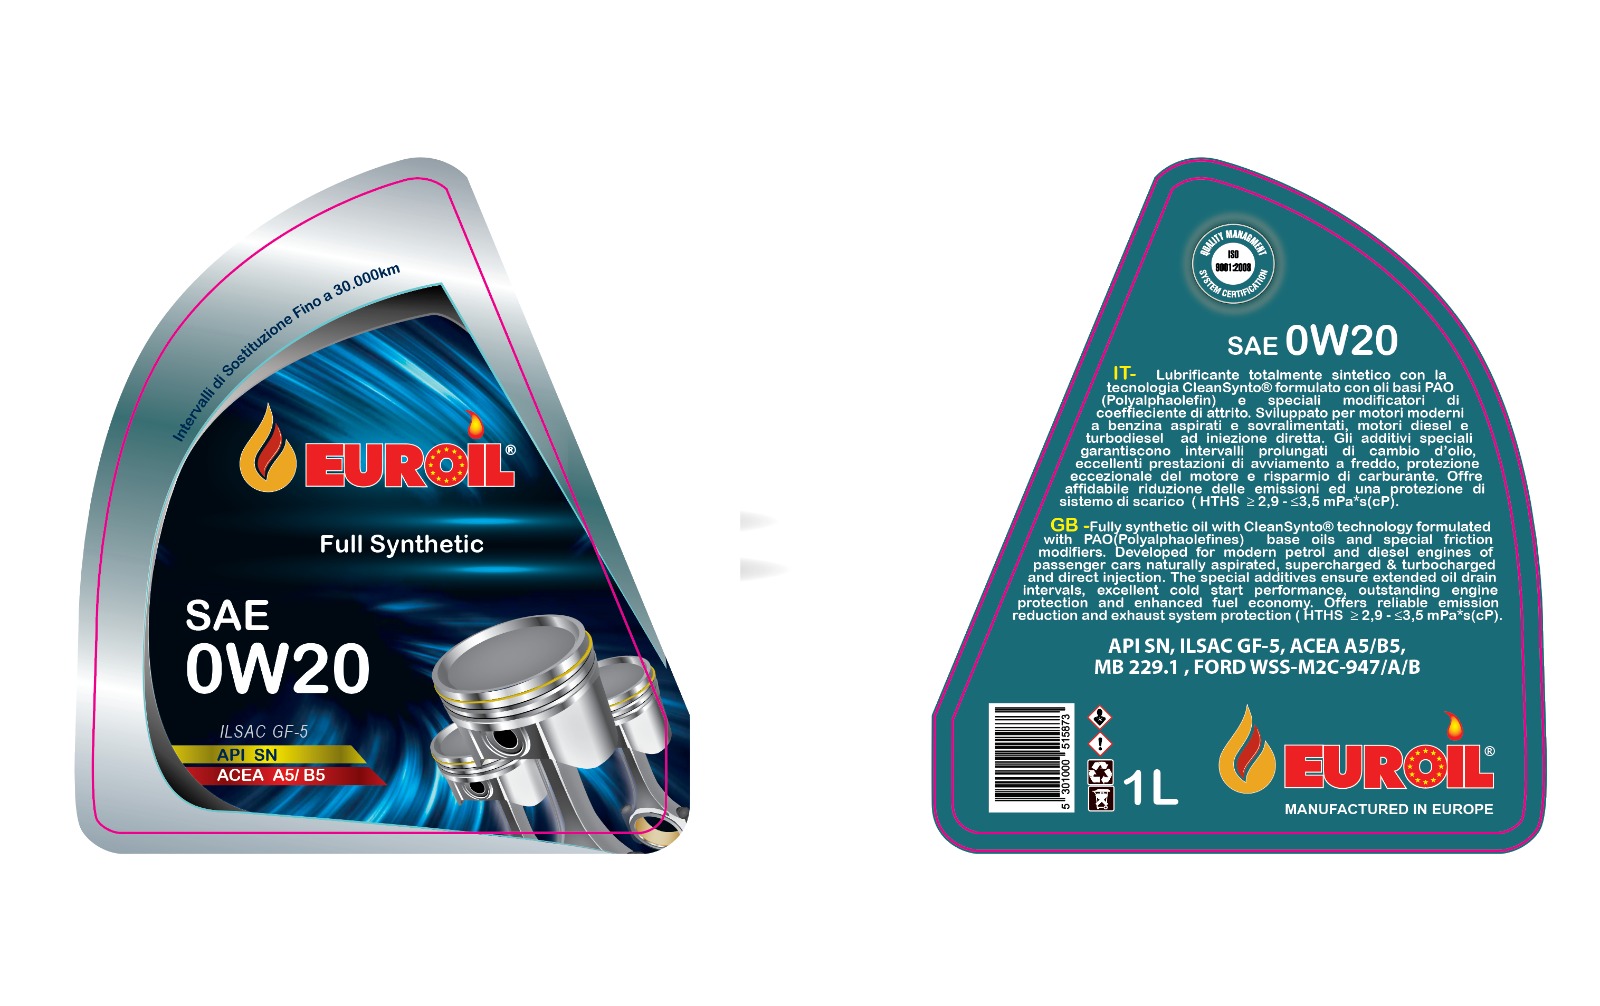 Intervalli di Sostituzione Fino a 30.000km
EUROIL®
Full Synthetic
SAE
0W20
ILSAC GF-5
API SN
ACEA A5/ B5
QUALITY MANAGMENT
ISO
9001:2008
SYSTEM CERTIFICATION
SAE 0W20
IT- Lubrificante totalmente sintetico con la
tecnologia CleanSynto® formulato con oli basi PAO
(Polyalphaolefin) e speciali modificatori di
coeffieciente di attrito. Sviluppato per motori moderni
a benzina aspirati e sovralimentati, motori diesel e
turbodiesel ad iniezione diretta. Gli additivi speciali
garantiscono intervalli prolungati di cambio d'olio,
eccellenti prestazioni di avviamento a freddo, protezione
eccezionale del motore e risparmio di carburante. Offre
affidabile riduzione delle emissioni ed una protezione di
sistemo di scarico ( HTHS ≥ 2,9 - ≤3,5 mPa*s(cP).
GB -Fully synthetic oil with CleanSynto® technology formulated
with PAO(Polyalphaolefines) base oils and special friction
modifiers. Developed for modern petrol and diesel engines of
passenger cars naturally aspirated, supercharged & turbocharged
and direct injection. The special additives ensure extended oil drain
intervals, excellent cold start performance, outstanding engine
protection and enhanced fuel economy. Offers reliable emission
reduction and exhaust system protection ( HTHS ≥ 2,9 - ≤3,5 mPa*s(cP).
API SN, ILSAC GF-5, ACEA A5/B5,
MB 229.1 , FORD WSS-M2C-947/A/B
5 301000 515873
1L
EUROIL®
MANUFACTURED IN EUROPE